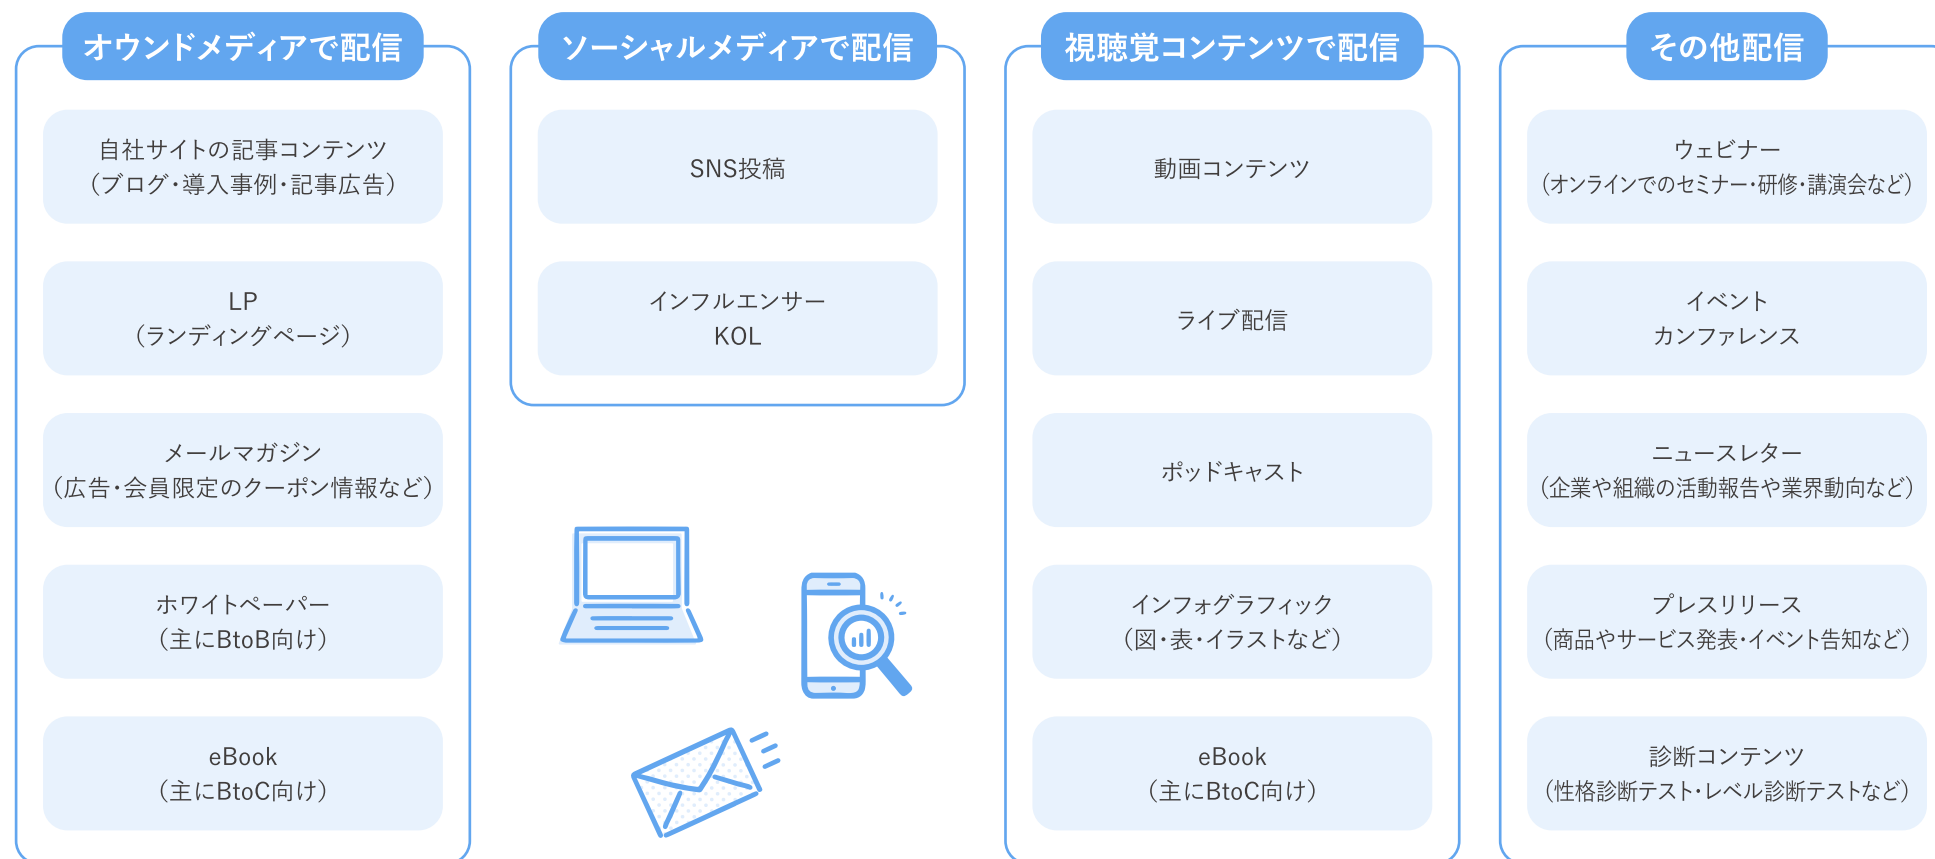 オウンドメディアで配信
自社サイトの記事コンテンツ
（ブログ・導入事例・記事広告）
LP
（ランディングページ）
メールマガジン
（広告・会員限定のクーポン情報など）
ホワイトペーパー
（主にBtoB向け）
eBook
（主にBtoC向け）
ソーシャルメディアで配信
SNS投稿
インフルエンサー
KOL
視聴覚コンテンツで配信
動画コンテンツ
ライブ配信
ポッドキャスト
インフォグラフィック
（図・表・イラストなど）
eBook
（主にBtoC向け）
その他配信
ウェビナー
（オンラインでのセミナー・研修・講演会など）
イベント
カンファレンス
ニュースレター
（企業や組織の活動報告や業界動向など）
プレスリリース
（商品やサービス発表・イベント告知など）
診断コンテンツ
（性格診断テスト・レベル診断テストなど）